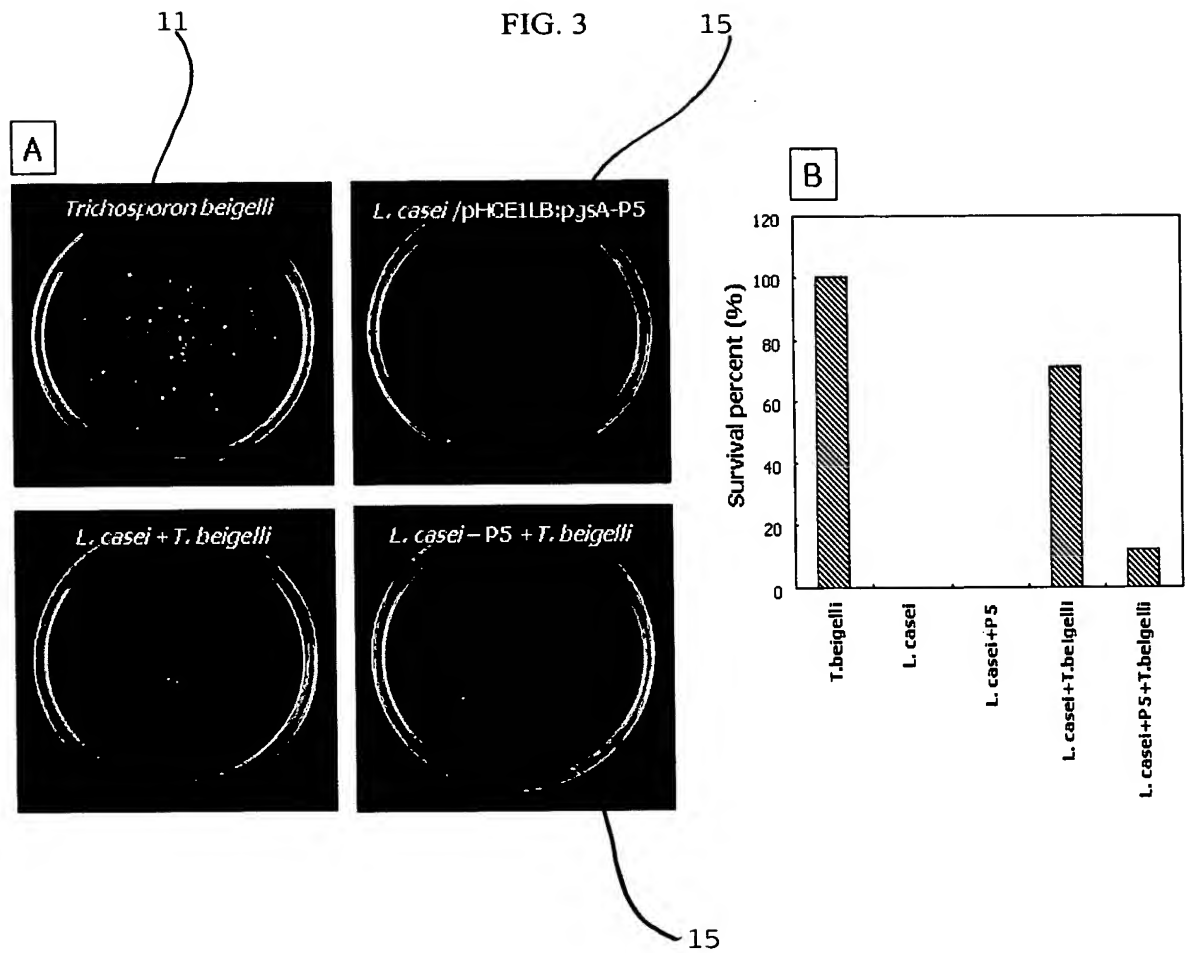 11
FIG. 3
15
A
Trichosporon beigelli
L. casei /pHCE1LB:pgsA-P5
L. casei + T. beigelli
L. casei – P5 + T. beigelli
15
B
Survival percent (%)
120
100
80
60
40
20
0
T.beigelli
L. casei
L. casei+P5
L. casei+T.beigelli
L. casei+P5+T.beigelli